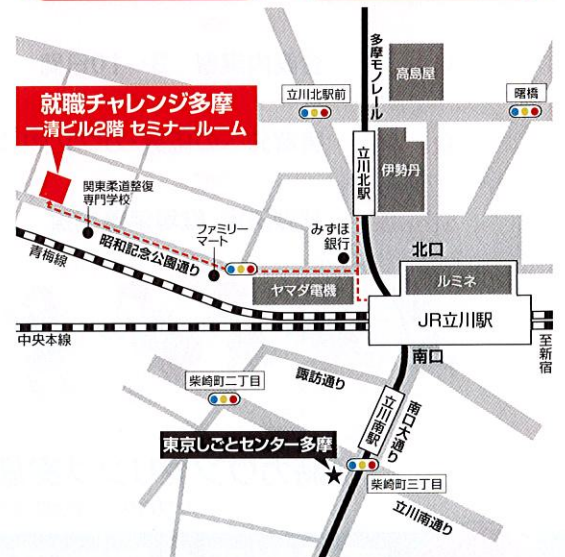 多摩モノレール
高島屋
立川北駅前
曙橋
就職チャレンジ多摩
一清ビル2階 セミナールーム
立川北駅
伊勢丹
関東柔道整復
専門学校
ファミリー
マート
みずほ
銀行
北口
昭和記念公園通り
青梅線
ヤマダ電機
ルミネ
JR立川駅
中央本線
南口
至新宿
諏訪通り
柴崎町二丁目
立川南駅
南口大通り
東京しごとセンター多摩
柴崎町三丁目
立川南通り